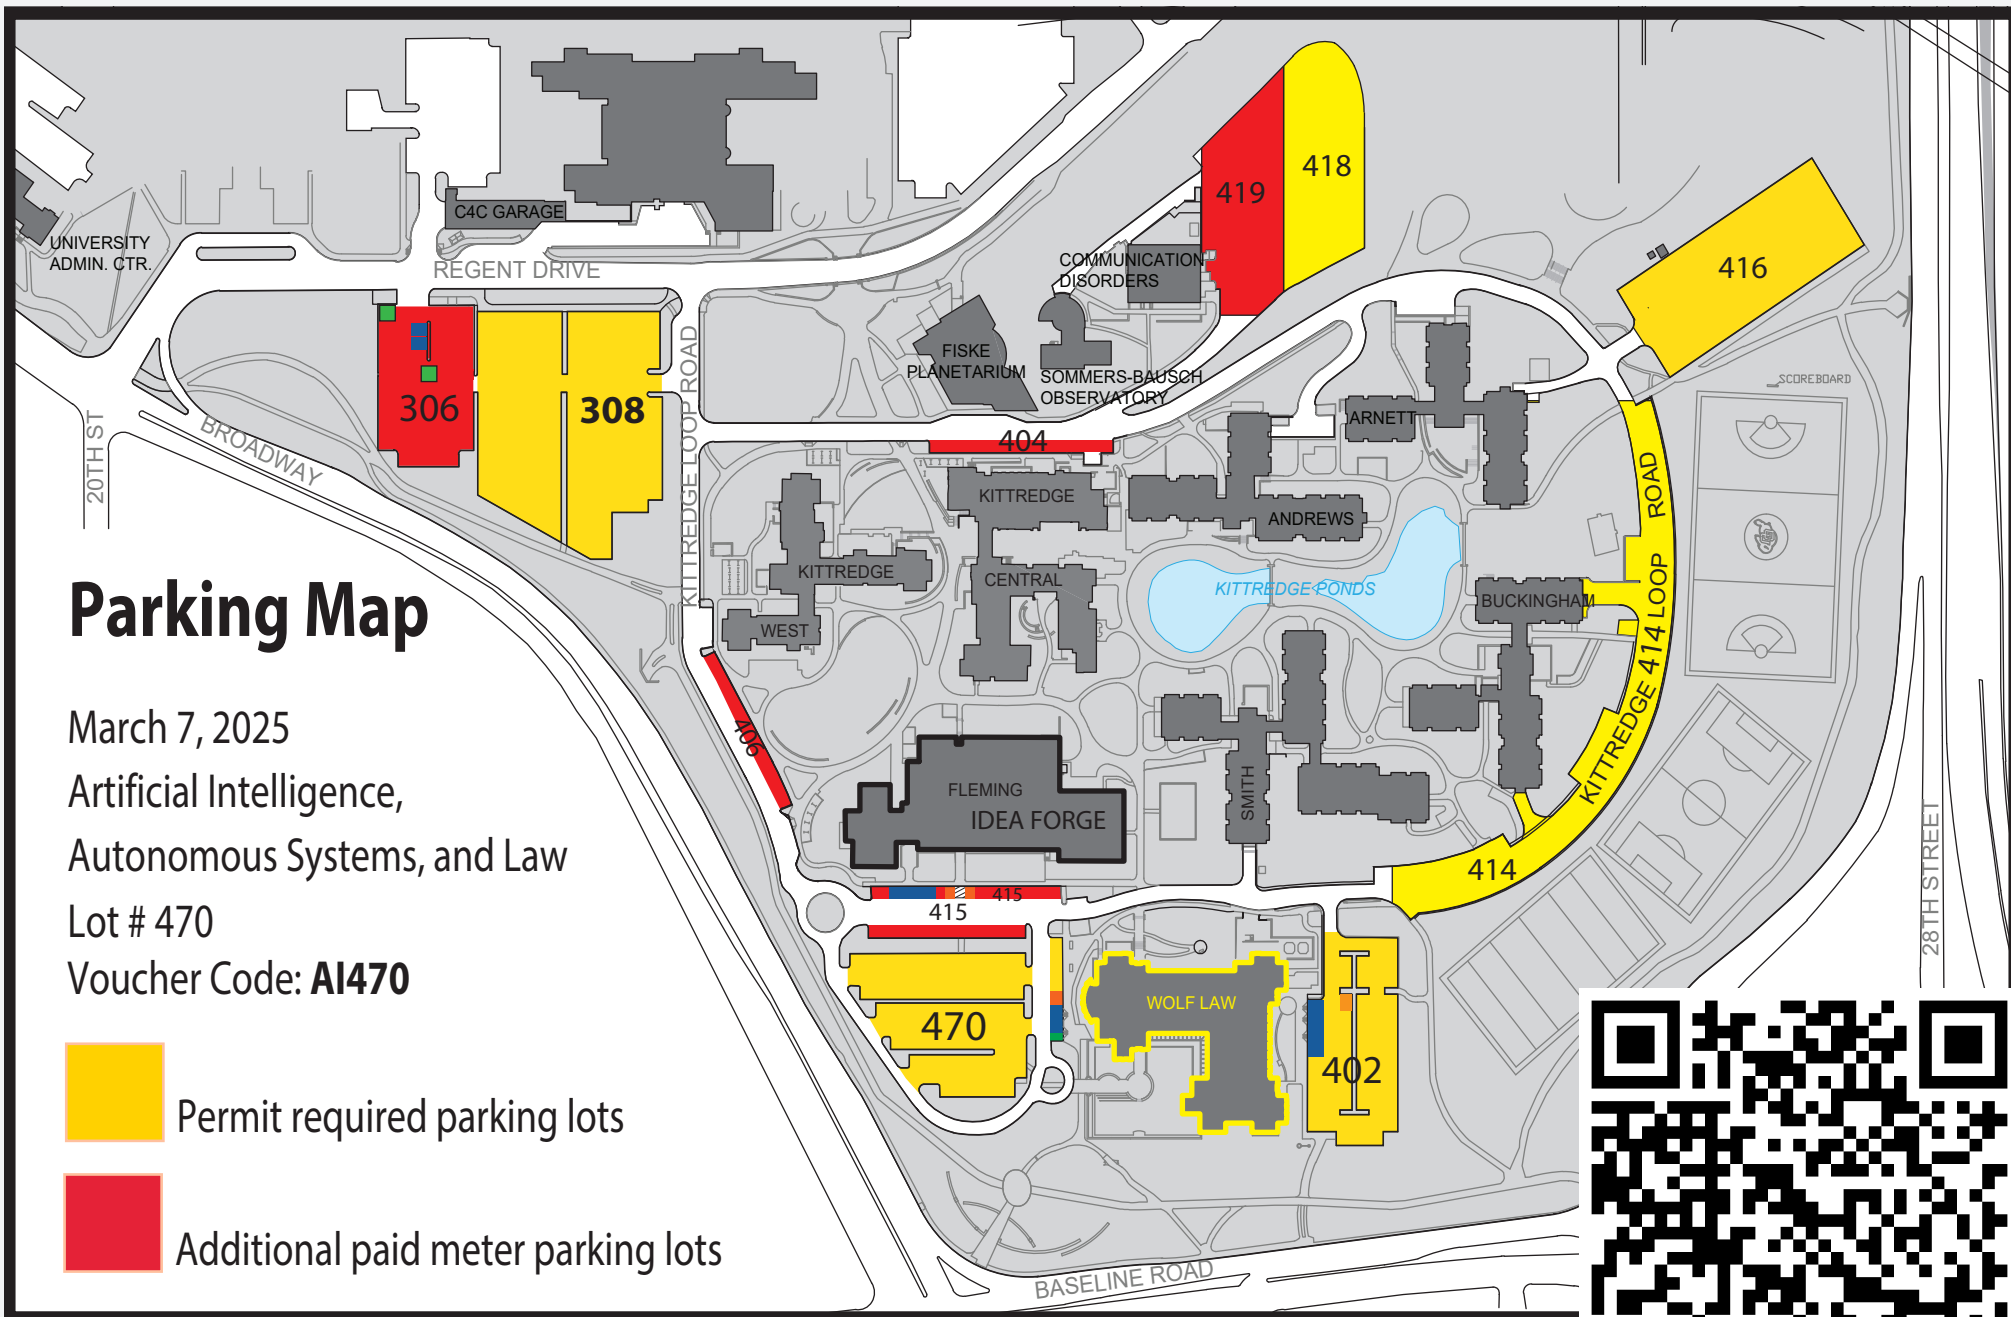 UNIVERSITY
ADMIN. CTR.
C4C GARAGE
REGENT DRIVE
419
418
416
COMMUNICATION
DISORDERS
FISKE
PLANETARIUM
SOMMERS-BAUSCH
OBSERVATORY
SCOREBOARD
306
308
KITTREDGE LOOP ROAD
20TH ST
BROADWAY
404
ARNETT
KITTREDGE
ANDREWS
ROAD
KITTREDGE
CENTRAL
KITTREDGE PONDS
BUCKINGHAM
WEST
LOOP
414
KITTREDGE
Parking Map
406
March 7, 2025
Artificial Intelligence,
Autonomous Systems, and Law
Lot # 470
Voucher Code: AI470
FLEMING
IDEA FORGE
SMITH
414
415
415
28TH STREET
470
WOLF LAW
402
Permit required parking lots
Additional paid meter parking lots
BASELINE ROAD